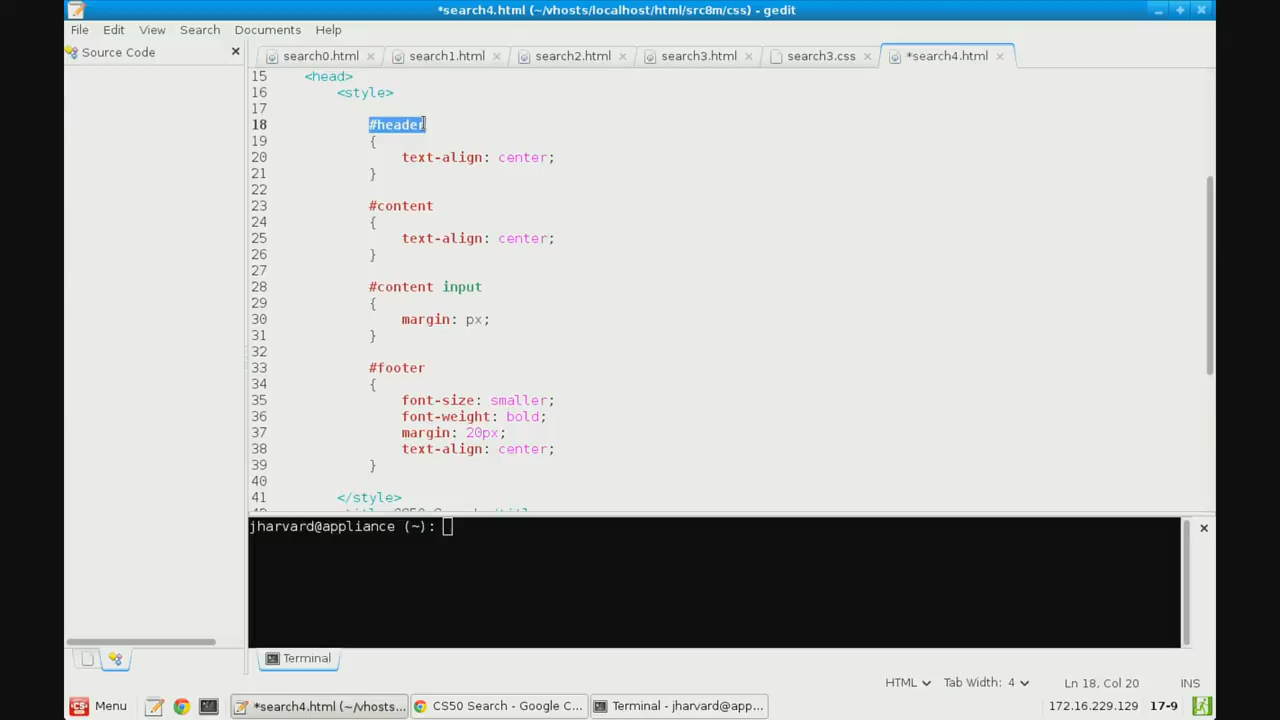 *search4.html (~/vhosts/localhost/html/src8m/css) - gedit
File Edit View Search Documents Help
Source Code
search0.html search1.html search2.html search3.html search3.css *search4.html
15 <head>
16 <style>
17
18 #header
19 {
20 text-align: center;
21 }
22
23 #content
24 {
25 text-align: center;
26 }
27
28 #content input
29 {
30 margin: px;
31 }
32
33 #footer
34 {
35 font-size: smaller;
36 font-weight: bold;
37 margin: 20px;
38 text-align: center;
39 }
40
41 </style>
jharvard@appliance (~):
Terminal
HTML Tab Width: 4 Ln 18, Col 20 INS
Menu *search4.html (~/vhosts... CS50 Search - Google C... Terminal - jharvard@app... 172.16.229.129 17-9